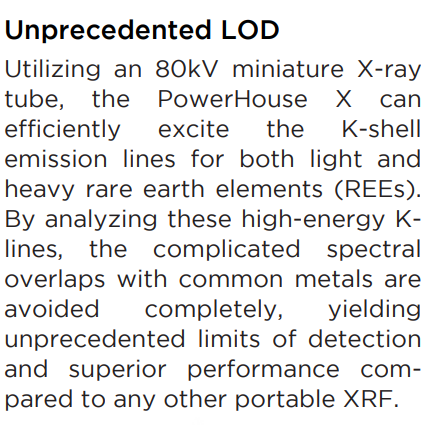 Unprecedented LOD
Utilizing an 80kV miniature X-ray
tube, the PowerHouse X can
efficiently excite the K-shell
emission lines for both light and
heavy rare earth elements (REEs).
By analyzing these high-energy K-
lines, the complicated spectral
overlaps with common metals are
avoided completely, yielding
unprecedented limits of detection
and superior performance com-
pared to any other portable XRF.